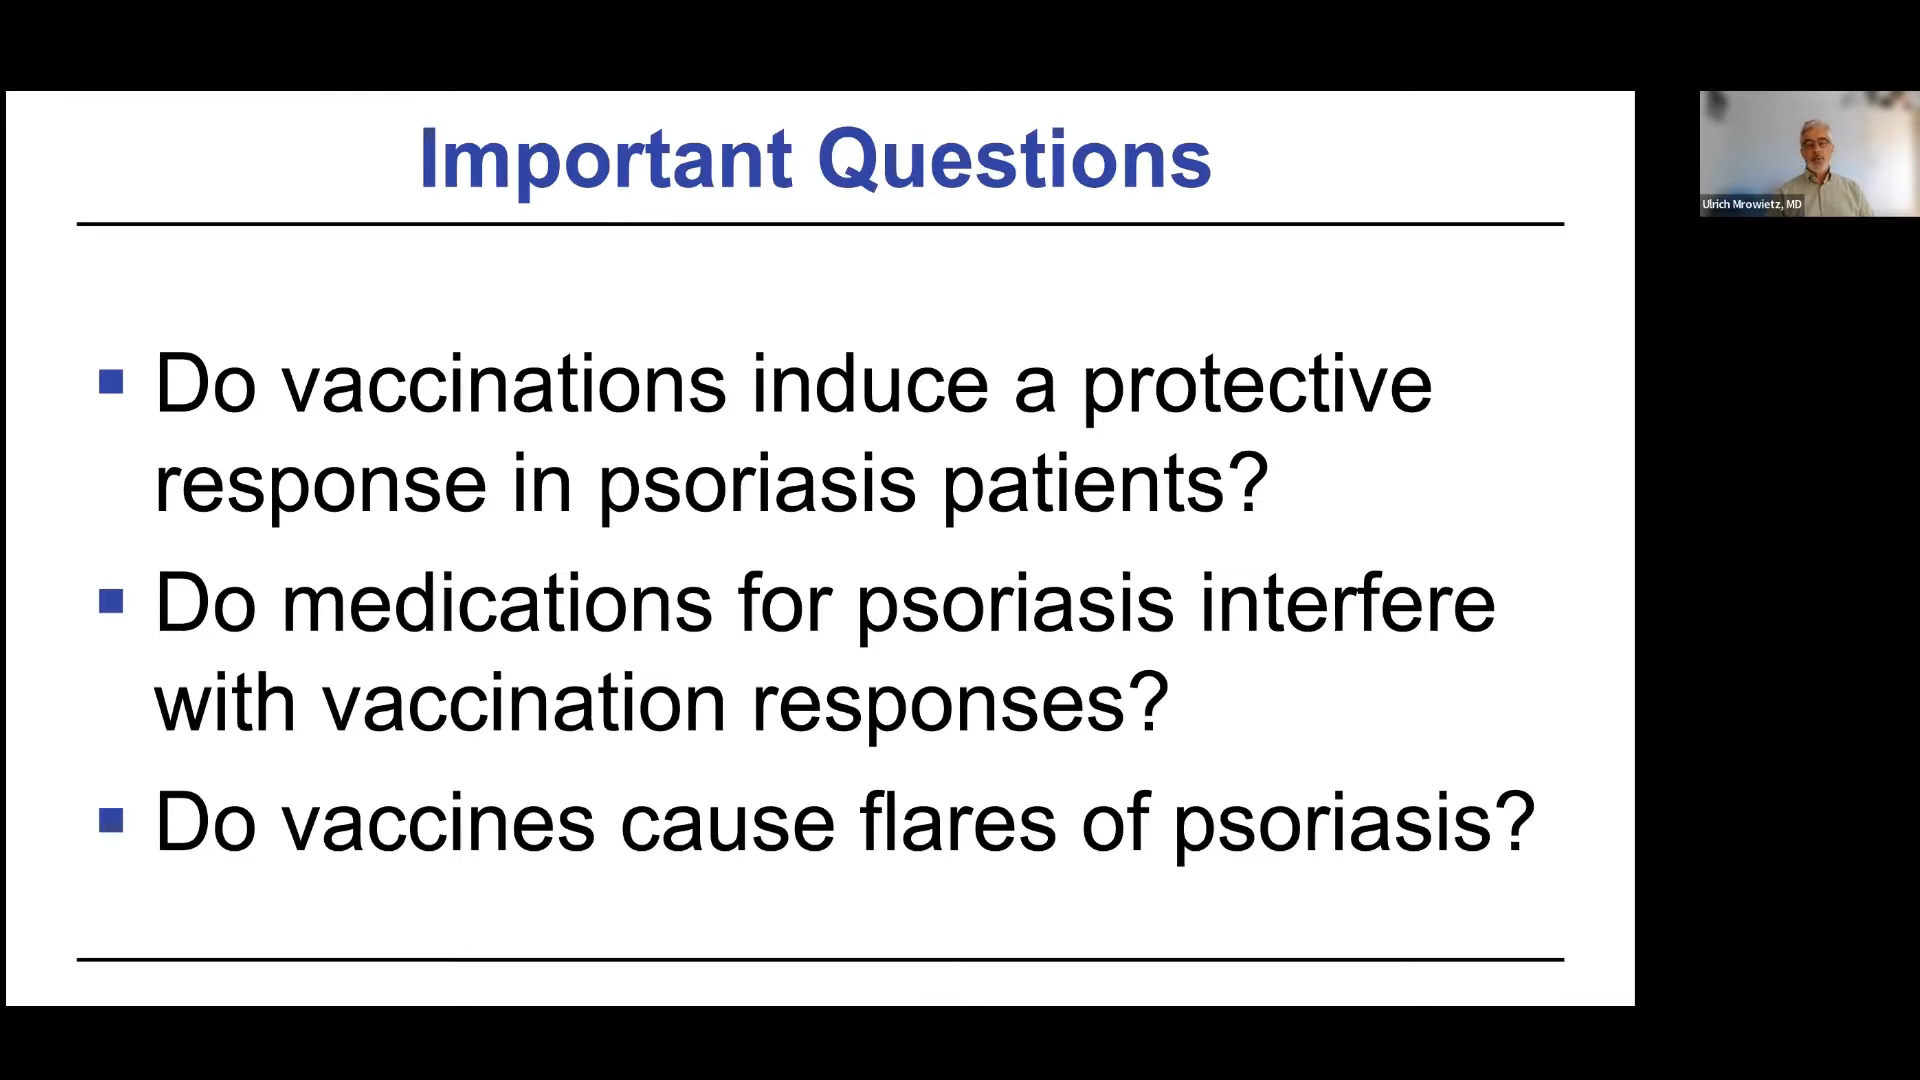 Important Questions
Do vaccinations induce a protective
response in psoriasis patients?
Do medications for psoriasis interfere
with vaccination responses?
Do vaccines cause flares of psoriasis?
Ulrich Mrowietz, MD